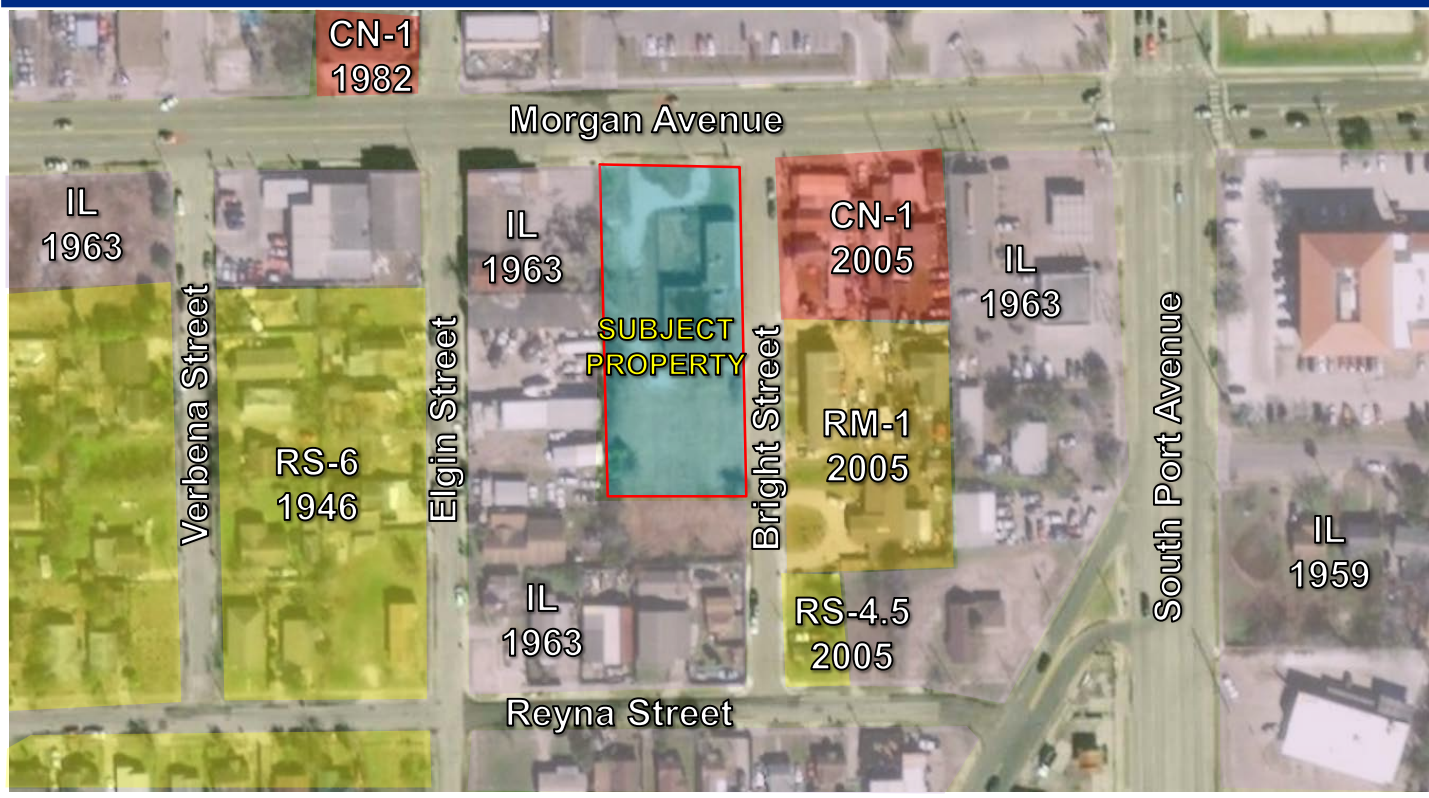 CN-1
1982
Morgan Avenue
IL
1963
IL
1963
CN-1
2005
IL
1963
SUBJECT
PROPERTY
Verbena Street
Elgin Street
Bright Street
South Port Avenue
RS-6
1946
RM-1
2005
IL
1959
IL
1963
RS-4.5
2005
Reyna Street